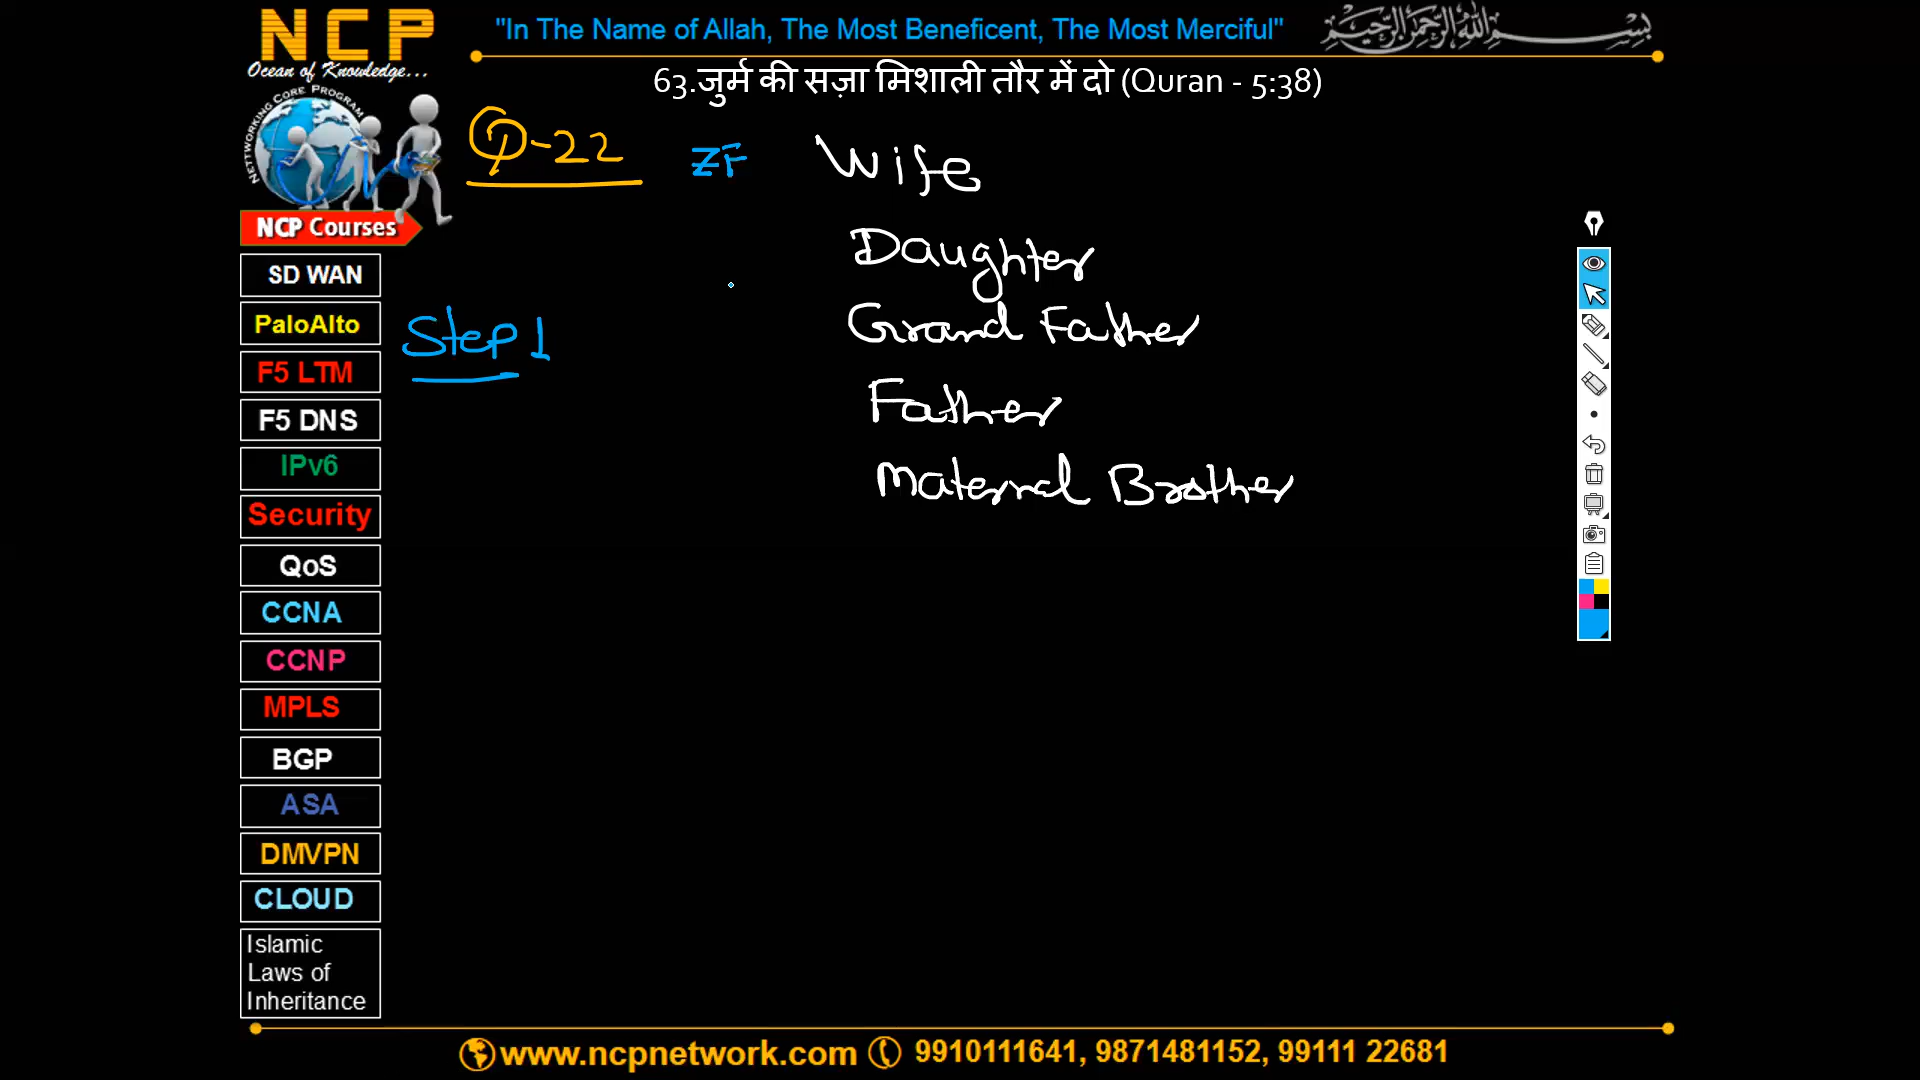 NCP
Ocean of Knowledge...
"In The Name of Allah, The Most Beneficent, The Most Merciful"
بسم الله الرحمن الرحيم
63.जुर्म की सज़ा मिशाली तौर में दो (Quran - 5:38)
NETTWORKING CORE PROGRAM
Q-22
ZF Wife
Daughter
Grand Father
Father
Maternal Brother
Step 1
NCP Courses
SD WAN
PaloAlto
F5 LTM
F5 DNS
IPv6
Security
QoS
CCNA
CCNP
MPLS
BGP
ASA
DMVPN
CLOUD
Islamic
Laws of
Inheritance
www.ncpnetwork.com 9910111641, 9871481152, 99111 22681